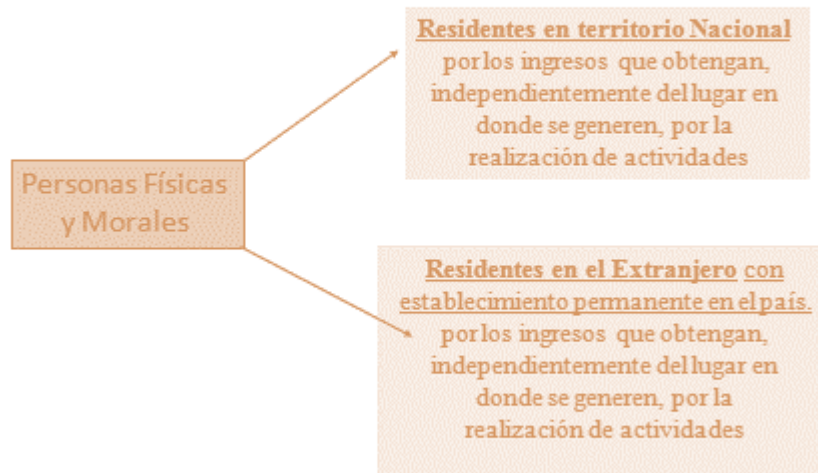 Personas Físicas
y Morales
Residentes en territorio Nacional
por los ingresos que obtengan,
independientemente del lugar en
donde se generen, por la
realización de actividades
Residentes en el Extranjero con
establecimiento permanente en el país.
por los ingresos que obtengan,
independientemente del lugar en
donde se generen, por la
realización de actividades